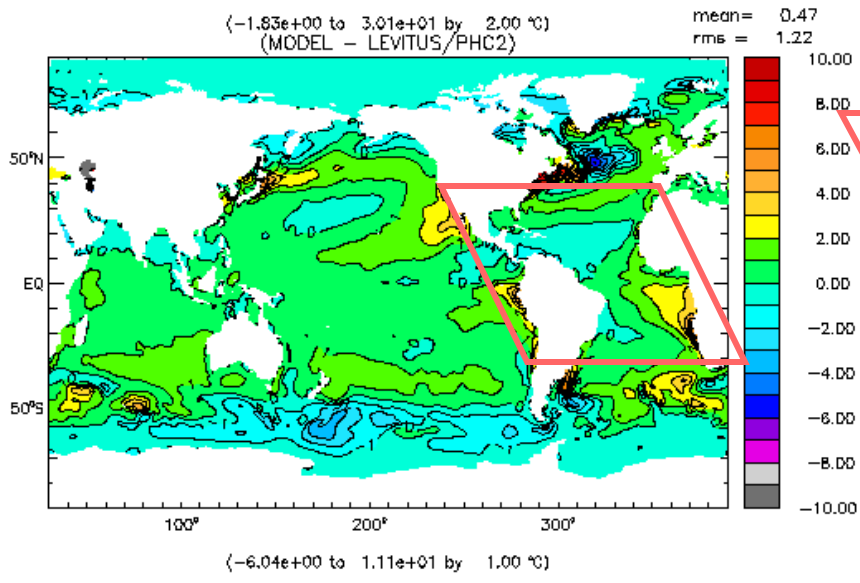 (-1.83e+00 to 3.01e+01 by 2.00 °C)
(MODEL - LEVITUS/PHC2)
mean= 0.47
rms = 1.22
10.00
8.00
6.00
4.00
2.00
0.00
-2.00
-4.00
-6.00
-8.00
-10.00
50°N
EQ
50°S
100°
200°
300°
(-6.04e+00 to 1.11e+01 by 1.00 °C)